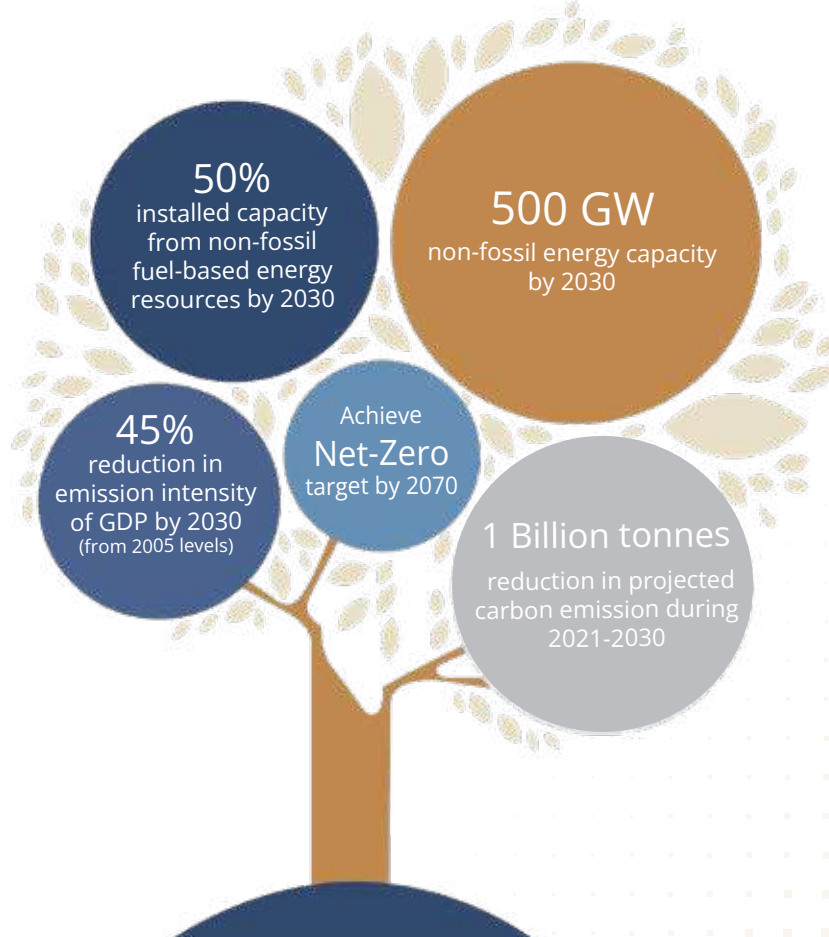 50%
installed capacity
from non-fossil
fuel-based energy
resources by 2030
500 GW
non-fossil energy capacity
by 2030
45%
reduction in
emission intensity
of GDP by 2030
(from 2005 levels)
Achieve
Net-Zero
target by 2070
1 Billion tonnes
reduction in projected
carbon emission during
2021-2030